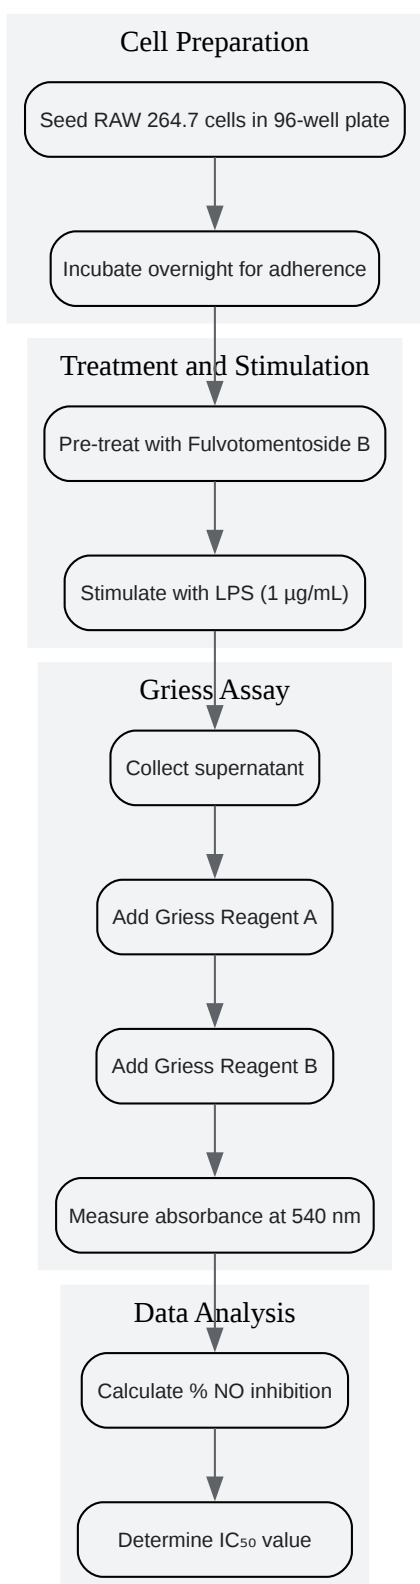 Cell Preparation
Seed RAW 264.7 cells in 96-well plate
Incubate overnight for adherence
Treatment and Stimulation
Pre-treat with Fulvotomentoside B
Stimulate with LPS (1 µg/mL)
Griess Assay
Collect supernatant
Add Griess Reagent A
Add Griess Reagent B
Measure absorbance at 540 nm
Data Analysis
Calculate % NO inhibition
Determine IC₅₀ value